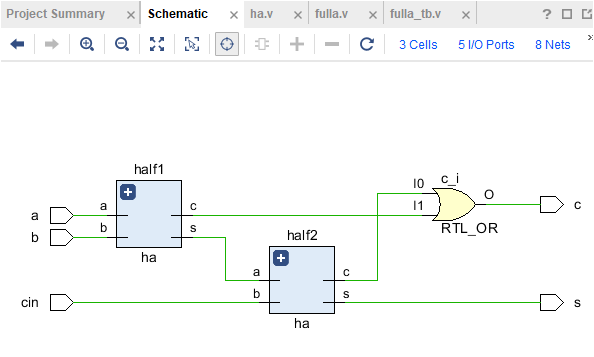 Project Summary × Schematic × ha.v × fulla.v × fulla_tb.v × ?
3 Cells 5 I/O Ports 8 Nets »
half1
a c
b s
ha
a
b
cin
half2
a c
b s
ha
c_i
I0
I1
O
RTL_OR
c
s